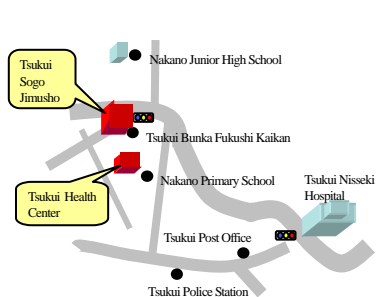 Nakano Junior High School
Tsukui
Sogo
Jimusho
Tsukui Bunka Fukushi Kaikan
Nakano Primary School
Tsukui Health
Center
Tsukui Nisseki
Hospital
Tsukui Post Office
Tsukui Police Station